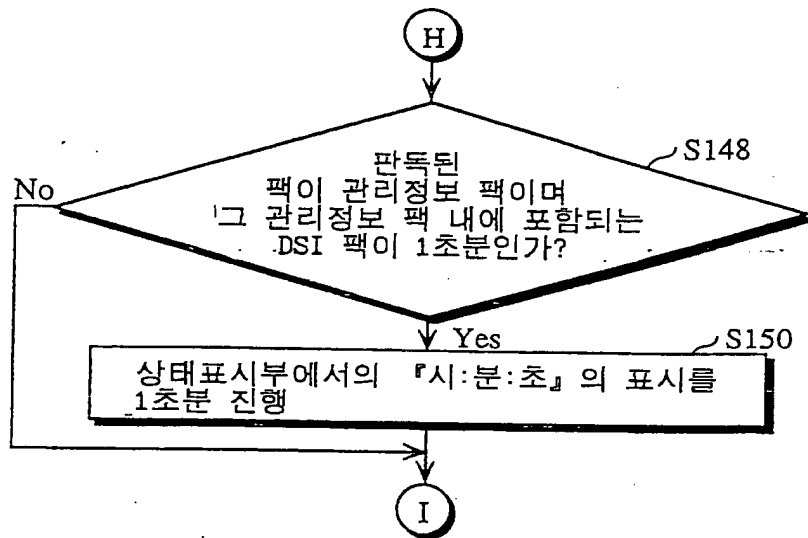 H
S148
판독된
No
팩이 관리정보 팩이며
그 관리정보 팩 내에 포함되는
DSI 팩이 1초분인가?
Yes
S150
상태표시부에서의 『시:분:초』의 표시를
1초분 진행
I